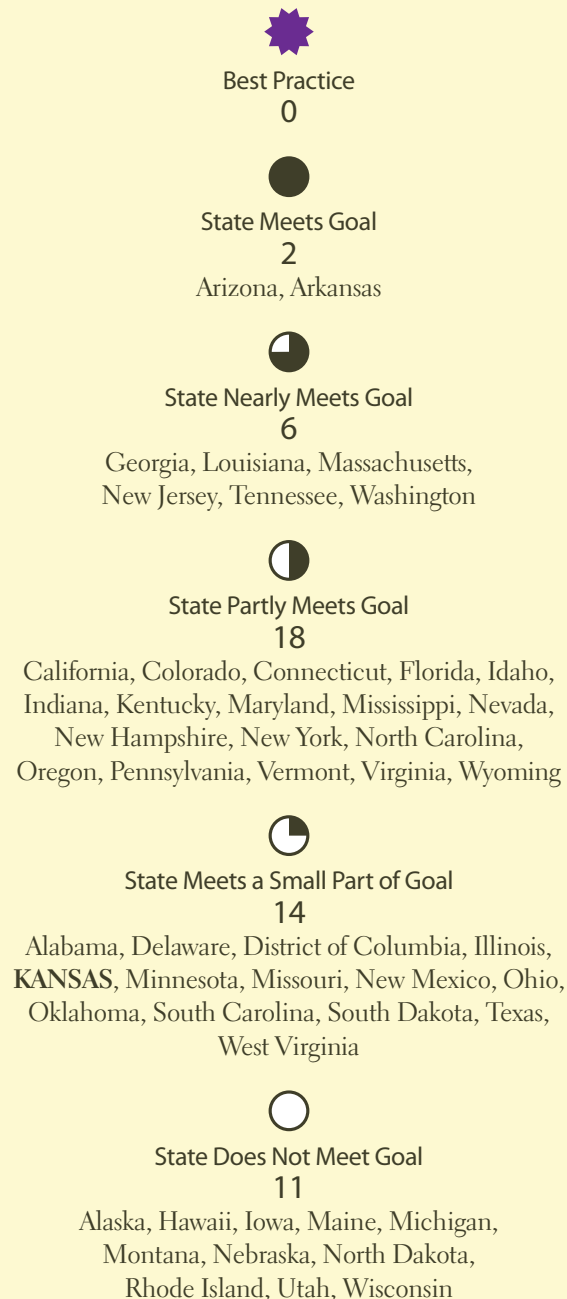 Best Practice
0
State Meets Goal
2
Arizona, Arkansas
State Nearly Meets Goal
6
Georgia, Louisiana, Massachusetts,
New Jersey, Tennessee, Washington
State Partly Meets Goal
18
California, Colorado, Connecticut, Florida, Idaho,
Indiana, Kentucky, Maryland, Mississippi, Nevada,
New Hampshire, New York, North Carolina,
Oregon, Pennsylvania, Vermont, Virginia, Wyoming
State Meets a Small Part of Goal
14
Alabama, Delaware, District of Columbia, Illinois,
KANSAS, Minnesota, Missouri, New Mexico, Ohio,
Oklahoma, South Carolina, South Dakota, Texas,
West Virginia
State Does Not Meet Goal
11
Alaska, Hawaii, Iowa, Maine, Michigan,
Montana, Nebraska, North Dakota,
Rhode Island, Utah, Wisconsin